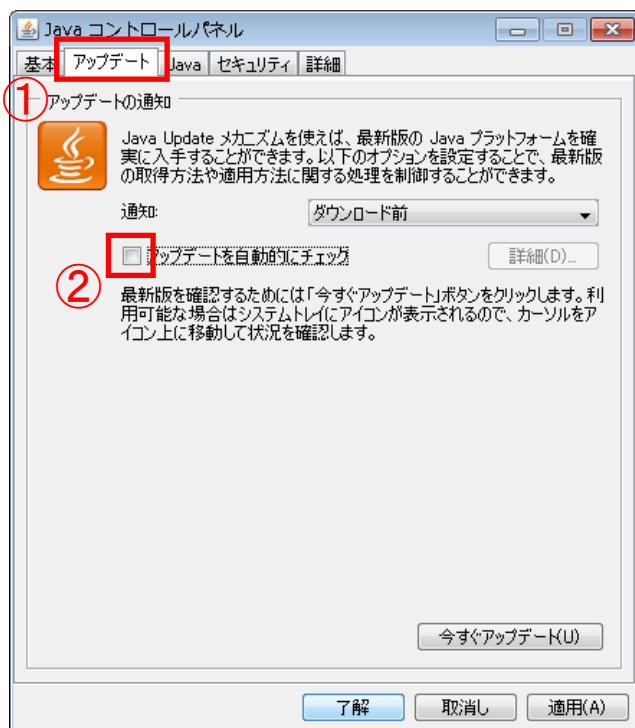 Java コントロールパネル
基本 アップデート Java セキュリティ 詳細
①
アップデートの通知
Java Update メカニズムを使えば、最新版の Java プラットフォームを確
実に入手することができます。以下のオプションを設定することで、最新版
の取得方法や適用方法に関する処理を制御することができます。
通知: ダウンロード前
② アップデートを自動的にチェック 詳細(D)...
最新版を確認するためには「今すぐアップデート」ボタンをクリックします。利
用可能な場合はシステムトレイにアイコンが表示されるので、カーソルをア
イコン上に移動して状況を確認します。
今すぐアップデート(U)
了解 取消し 適用(A)